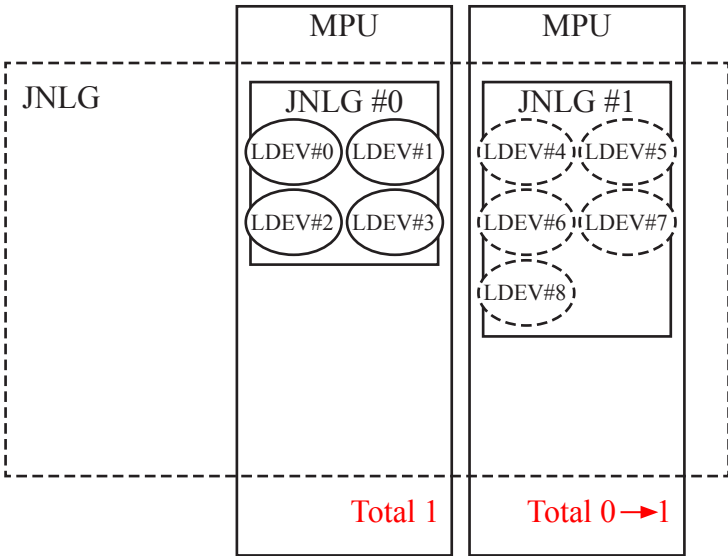 MPU
MPU
JNLG
JNLG #0
JNLG #1
LDEV#0 LDEV#1
LDEV#4 LDEV#5
LDEV#2 LDEV#3
LDEV#6 LDEV#7
LDEV#8
Total 1
Total 0→1